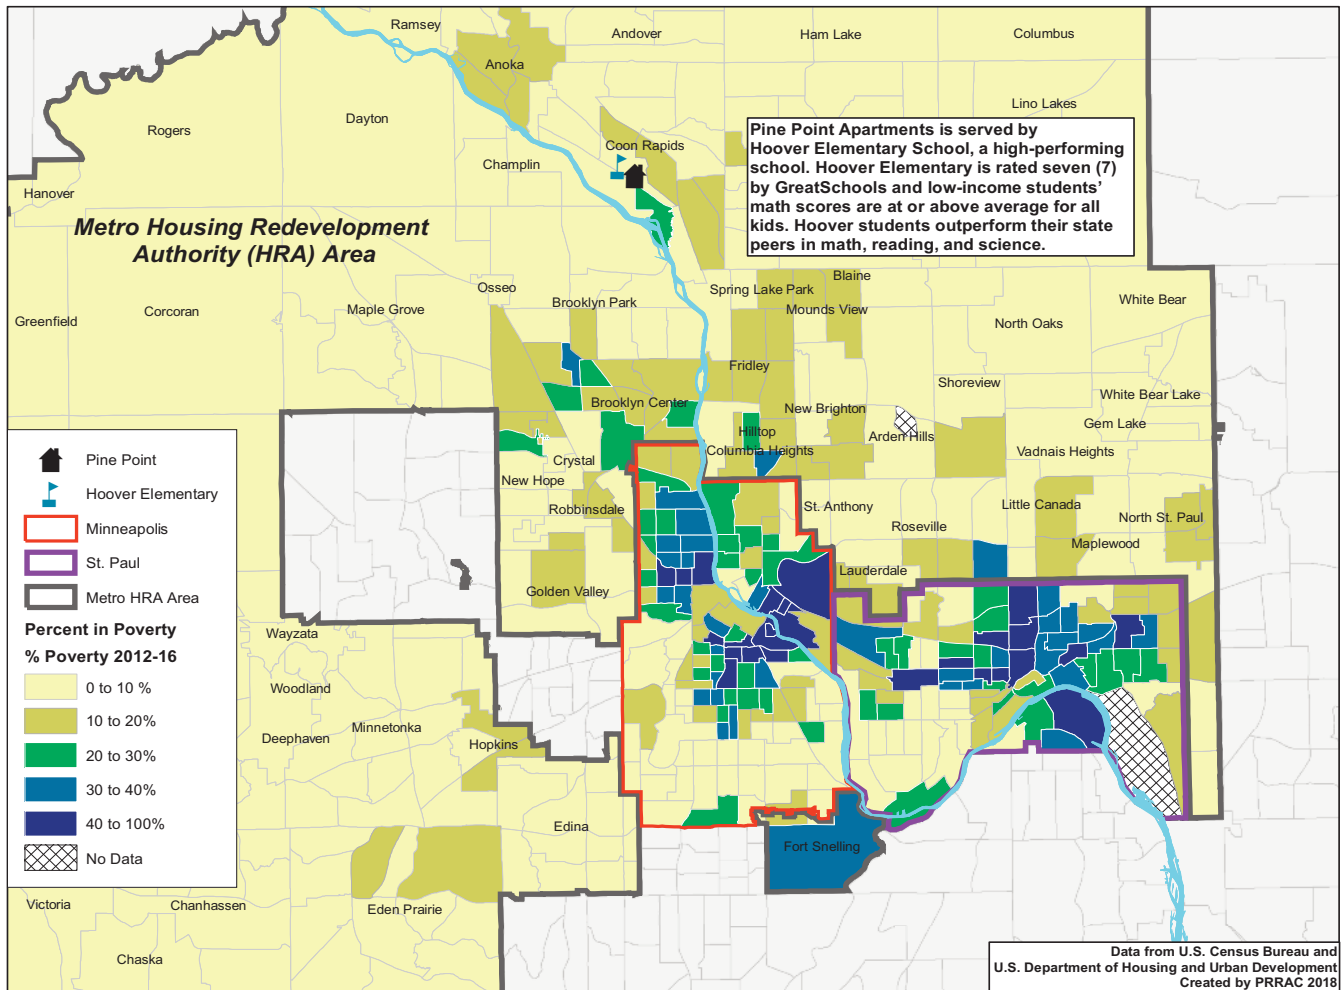 Ramsey
Andover
Ham Lake
Columbus
Anoka
Lino Lakes
Rogers
Dayton
Coon Rapids
Champlin
Hanover
Pine Point Apartments is served by
Hoover Elementary School, a high-performing
school. Hoover Elementary is rated seven (7)
by GreatSchools and low-income students’
math scores are at or above average for all
kids. Hoover students outperform their state
peers in math, reading, and science.
Metro Housing Redevelopment
Authority (HRA) Area
Blaine
Osseo
Spring Lake Park
Brooklyn Park
Mounds View
White Bear
Greenfield
Corcoran
Maple Grove
North Oaks
Fridley
Shoreview
White Bear Lake
Brooklyn Center
New Brighton
Gem Lake
Hilltop
Arden Hills
Columbia Heights
Vadnais Heights
Crystal
New Hope
Robbinsdale
St. Anthony
Little Canada
North St. Paul
Roseville
Maplewood
Lauderdale
Golden Valley
Pine Point
Hoover Elementary
Minneapolis
St. Paul
Metro HRA Area
Percent in Poverty
% Poverty 2012-16
0 to 10 %
10 to 20%
20 to 30%
30 to 40%
40 to 100%
No Data
Wayzata
Woodland
Minnetonka
Deephaven
Hopkins
Edina
Fort Snelling
Victoria
Chanhassen
Eden Prairie
Chaska
Data from U.S. Census Bureau and
U.S. Department of Housing and Urban Development
Created by PRRAC 2018